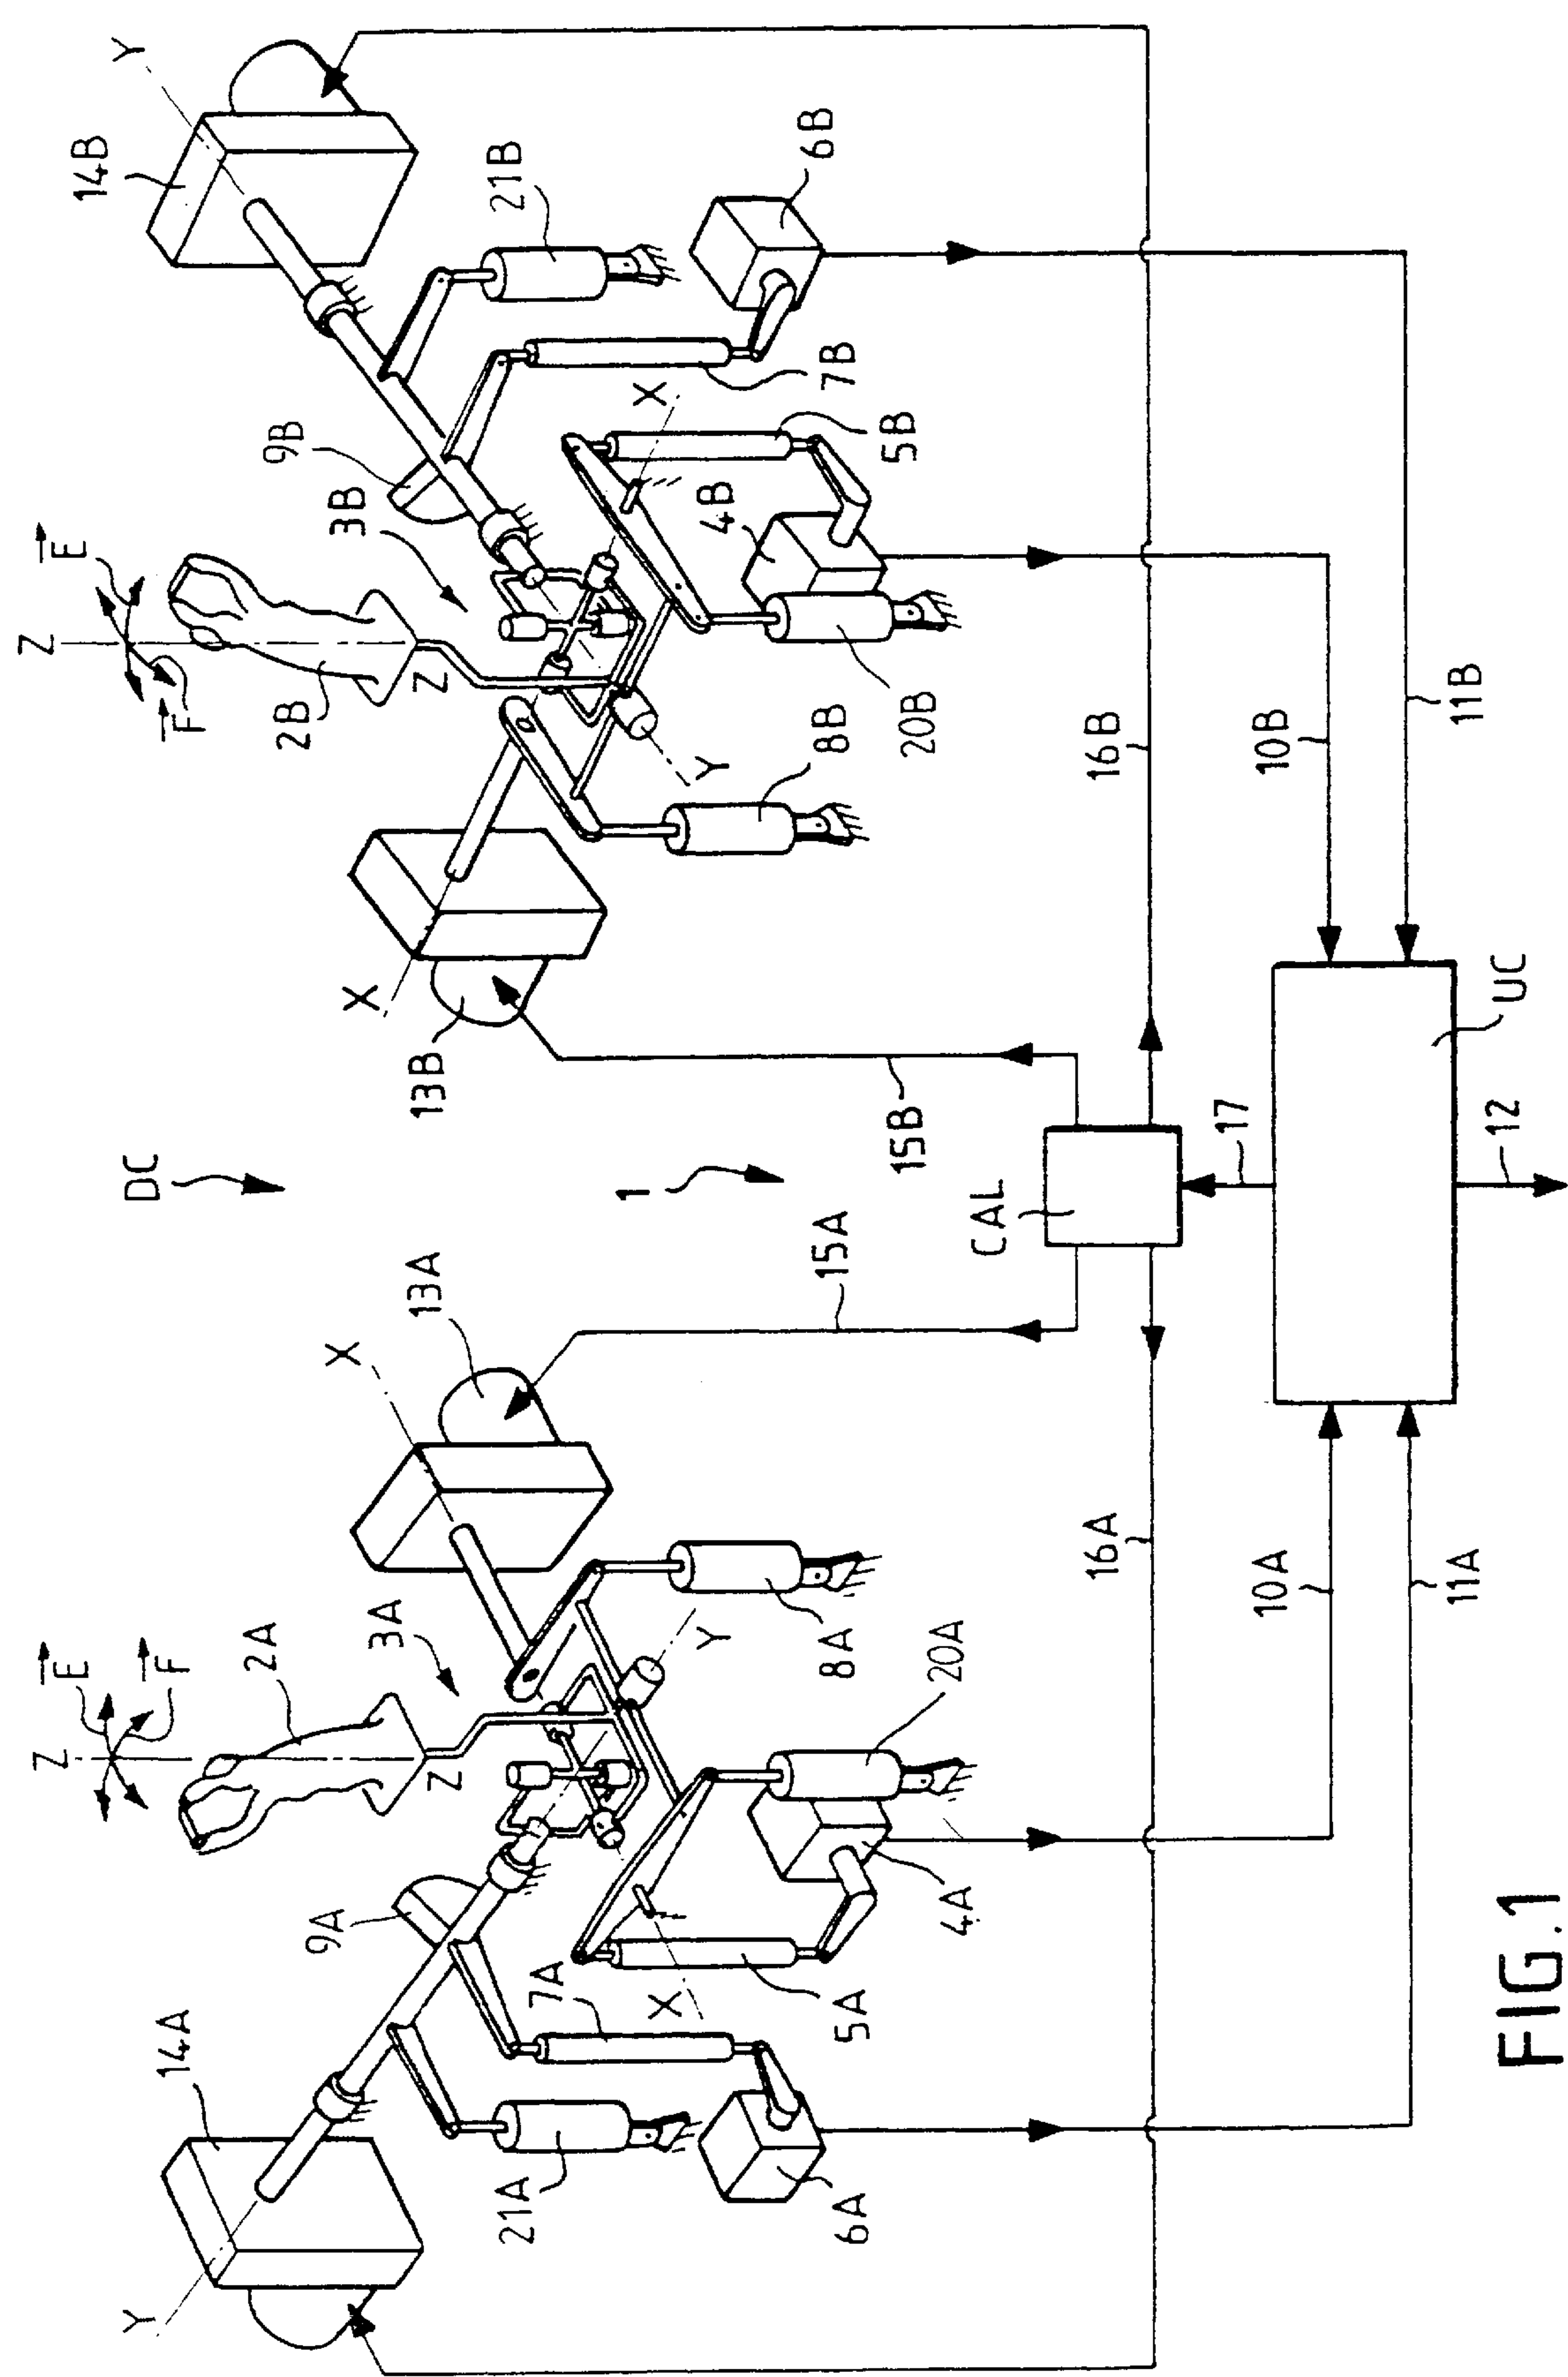 Y
14A
Z
E
F
2A
3A
9A
X
13A
DC
1
15A
Z
Y
8A
20A
4A
X
5A
7A
21A
6A
16A
10A
11A
CAL
17
12
UC
15B
16B
10B
11B
13B
X
Z
E
F
2B
3B
9B
14B
Y
21B
6B
7B
X
5B
4B
20B
8B
Y
Z
FIG.1